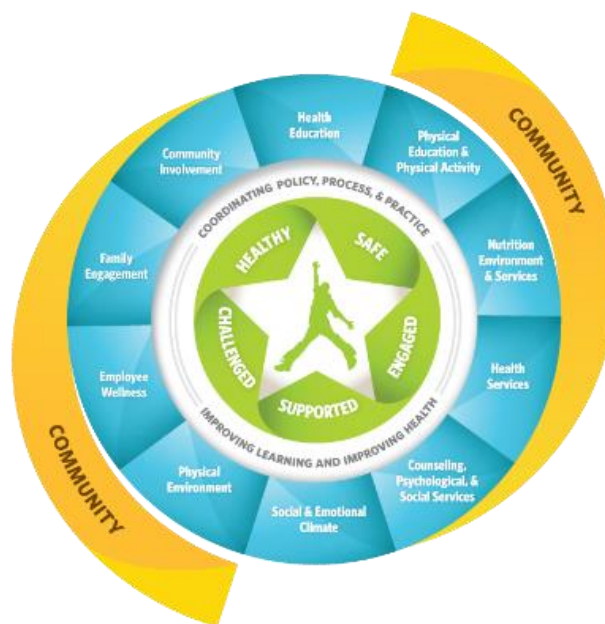 COMMUNITY
Health
Education
Physical
Education &
Physical Activity
Nutrition
Environment
& Services
Health
Services
Counseling,
Psychological, &
Social Services
Social & Emotional
Climate
Physical
Environment
Employee
Wellness
Family
Engagement
Community
Involvement
COORDINATING POLICY, PROCESS, & PRACTICE
IMPROVING LEARNING AND IMPROVING HEALTH
HEALTHY
SAFE
ENGAGED
SUPPORTED
CHALLENGED
COMMUNITY